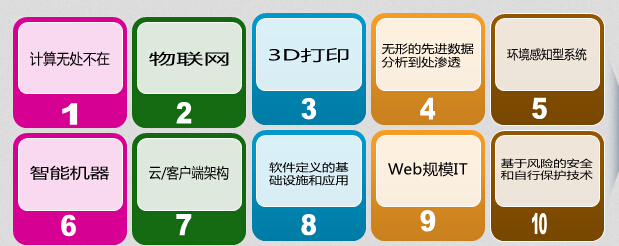 计算无处不在
1
物联网
2
3D打印
3
无形的先进数据
分析到处渗透
4
环境感知型系统
5
智能机器
6
云/客户端架构
7
软件定义的基
础设施和应用
8
Web规模IT
9
基于风险的安全
和自行保护技术
10